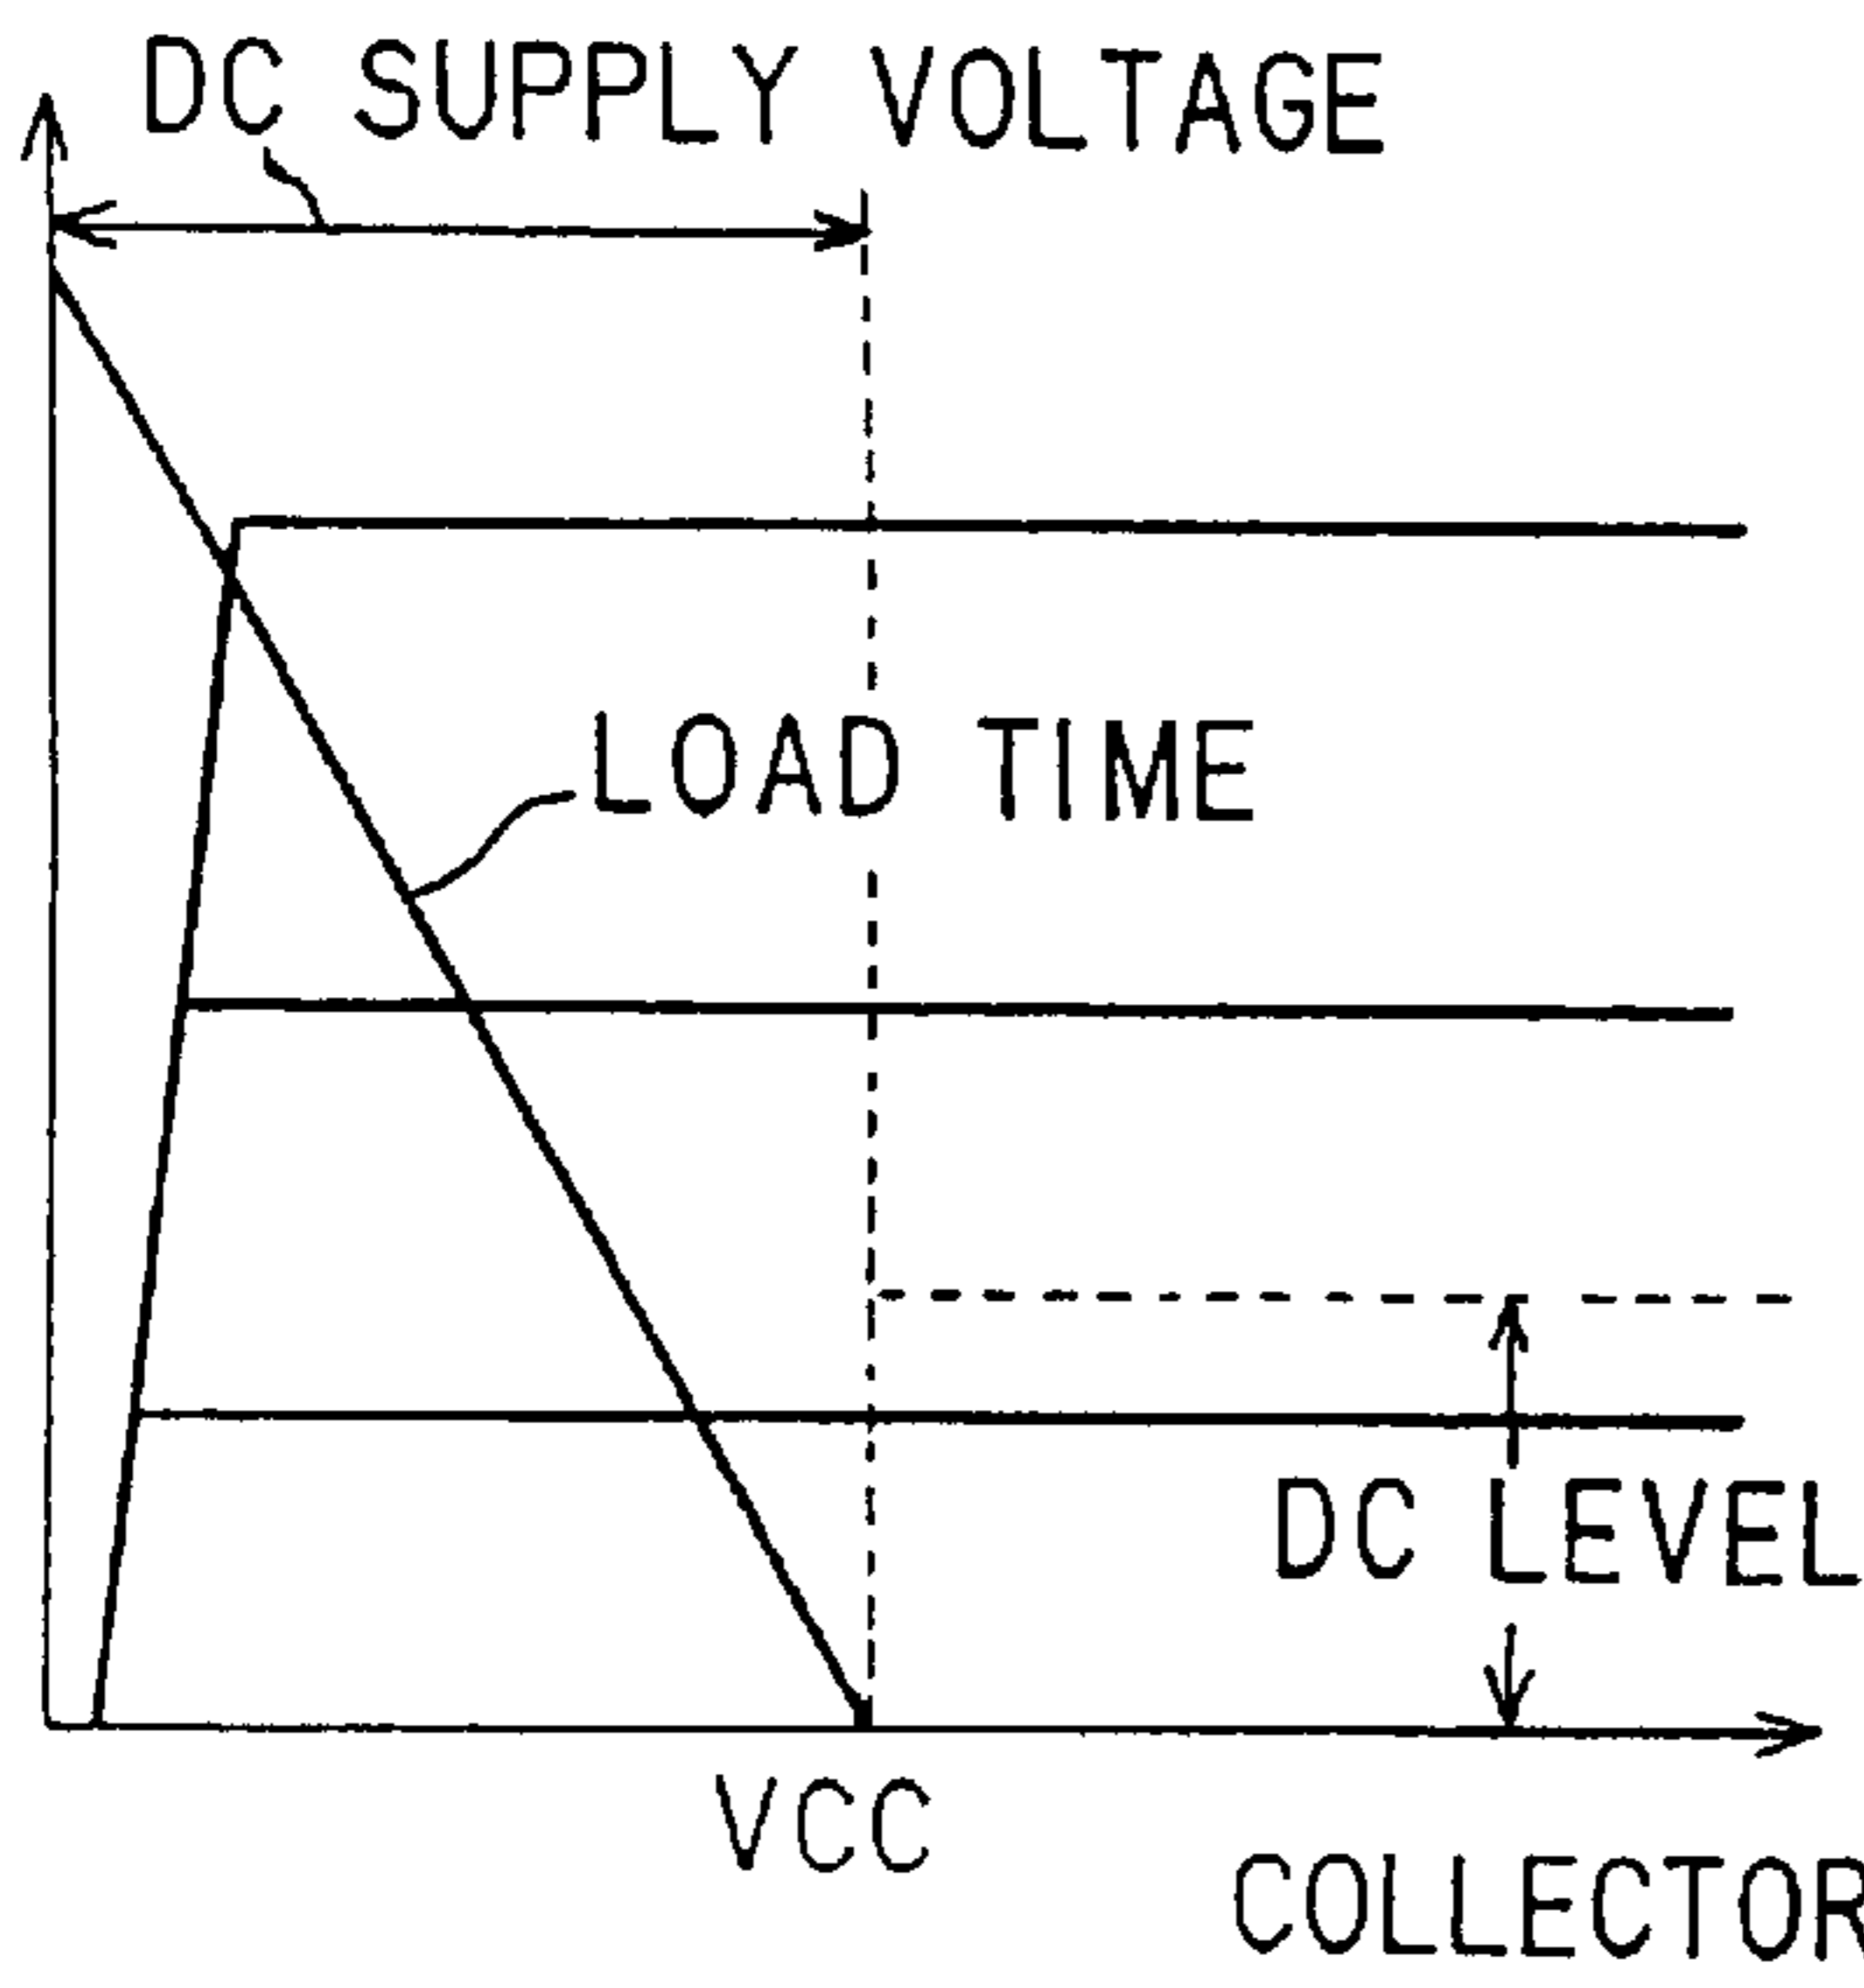 DC SUPPLY VOLTAGE
LOAD TIME
DC LEVEL
VCC
COLLECTOR